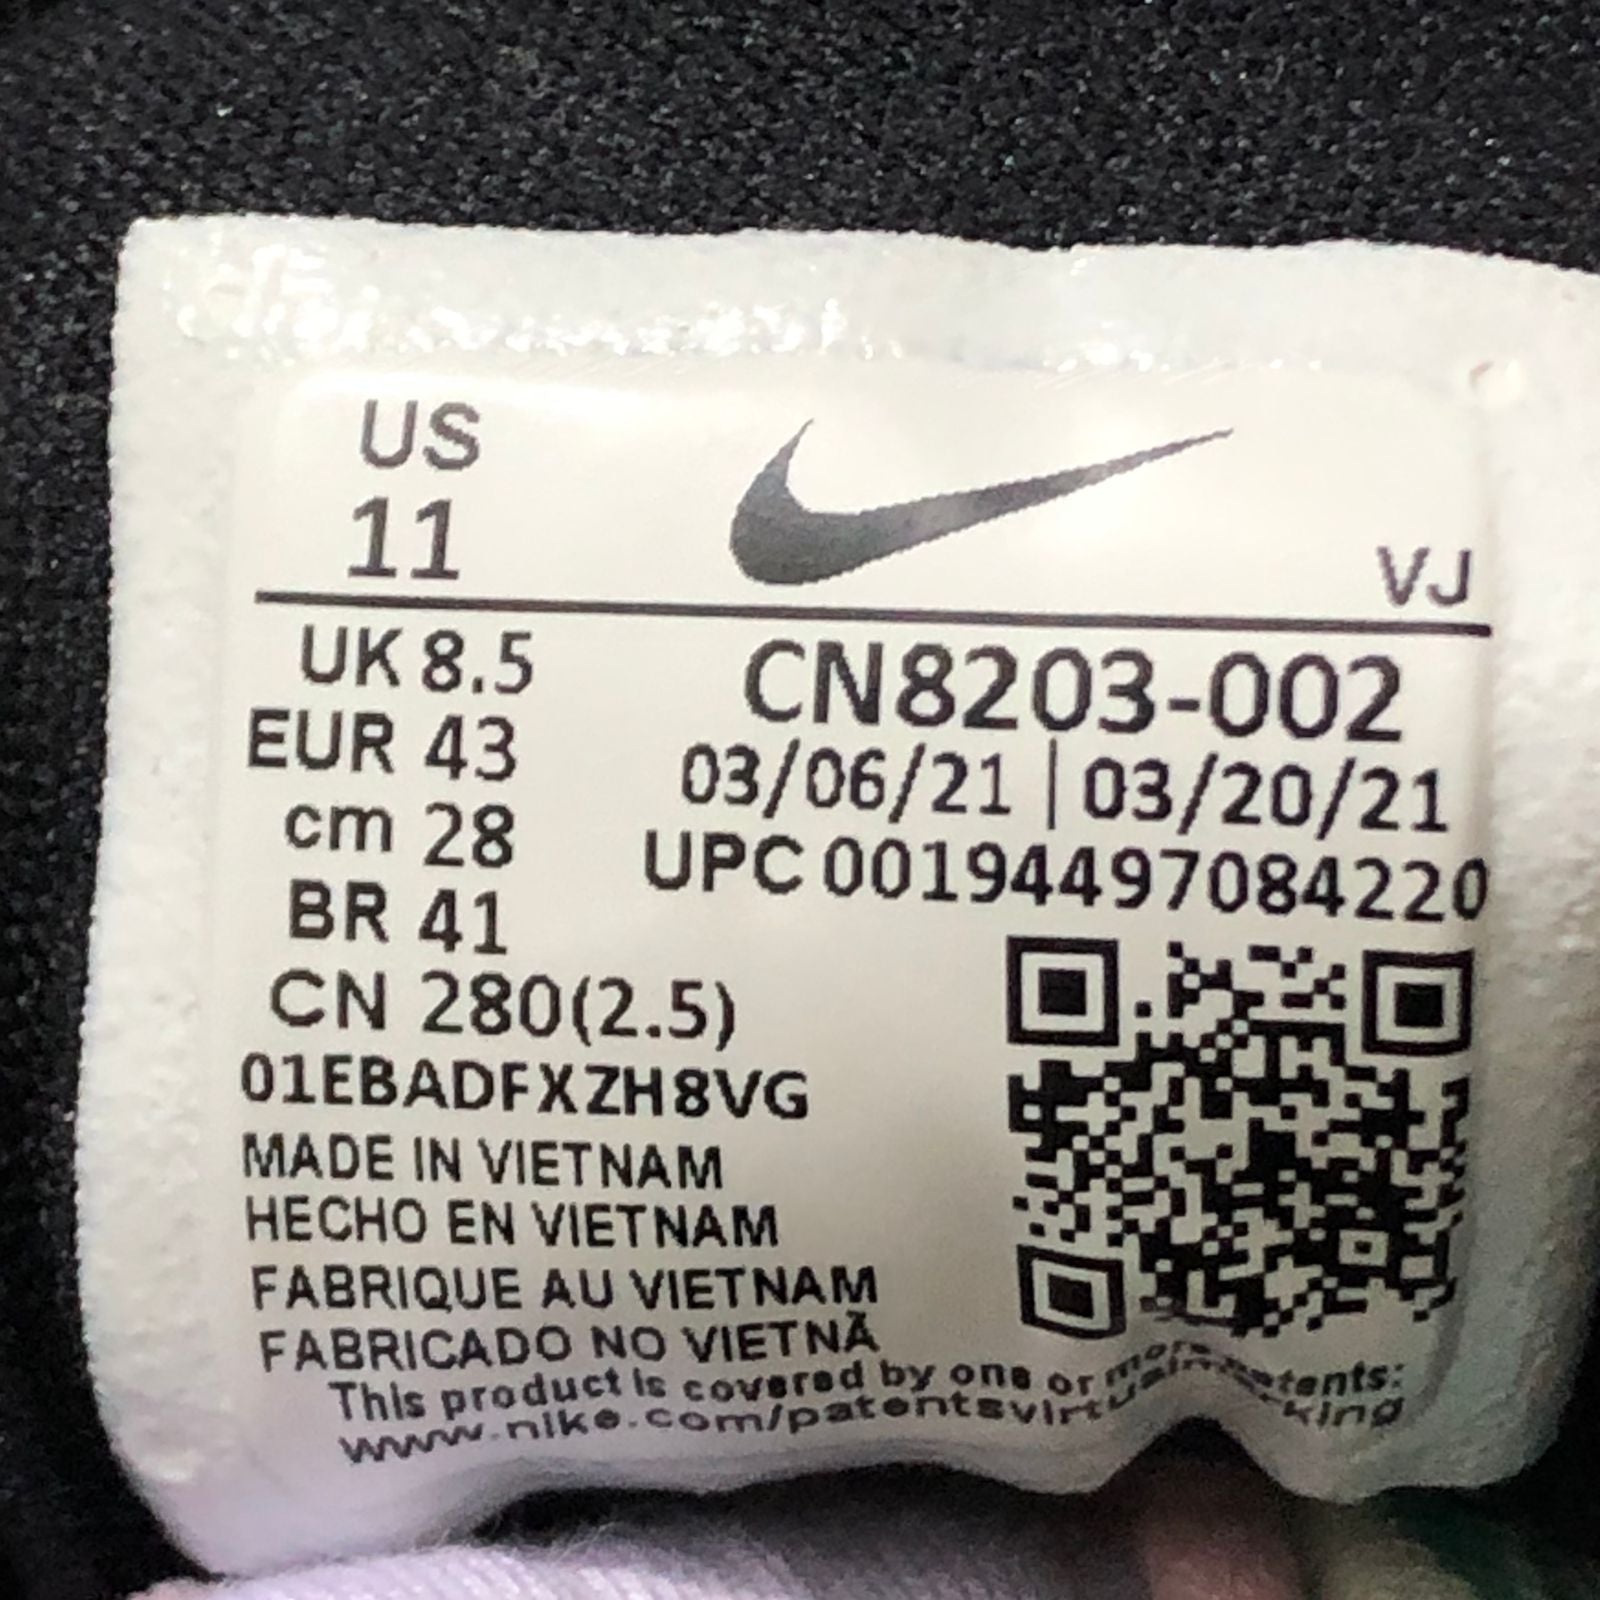 US
11
VJ
UK 8.5
EUR 43
cm 28
BR 41
CN 280(2.5)
CN8203-002
03/06/21 | 03/20/21
UPC 00194497084220
01EBADFXZH8VG
MADE IN VIETNAM
HECHO EN VIETNAM
FABRIQUE AU VIETNAM
FABRICADO NO VIETNÃ
This product is covered by one or more patents:
www.nike.com/patentsvirtualmarking